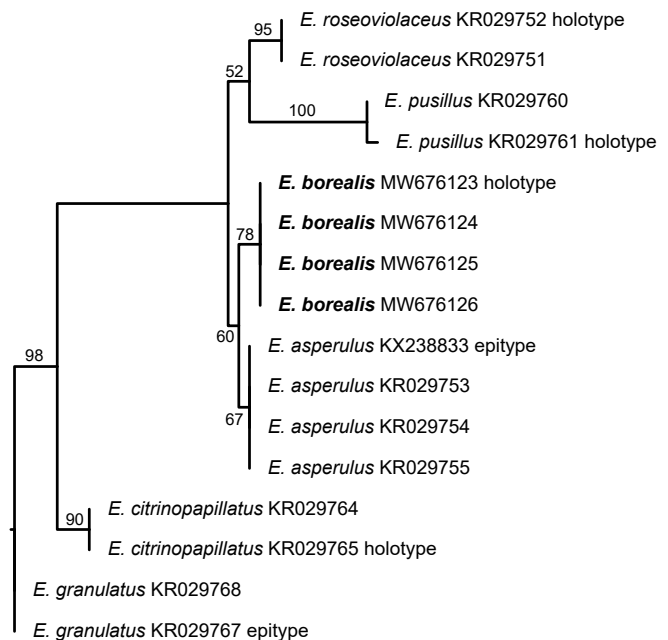 95
E. roseoviolaceus KR029752 holotype
E. roseoviolaceus KR029751
52
100
E. pusillus KR029760
E. pusillus KR029761 holotype
E. borealis MW676123 holotype
E. borealis MW676124
78
E. borealis MW676125
E. borealis MW676126
60
E. asperulus KX238833 epitype
98
E. asperulus KR029753
67
E. asperulus KR029754
E. asperulus KR029755
E. citrinopapillatus KR029764
90
E. citrinopapillatus KR029765 holotype
E. granulatus KR029768
E. granulatus KR029767 epitype